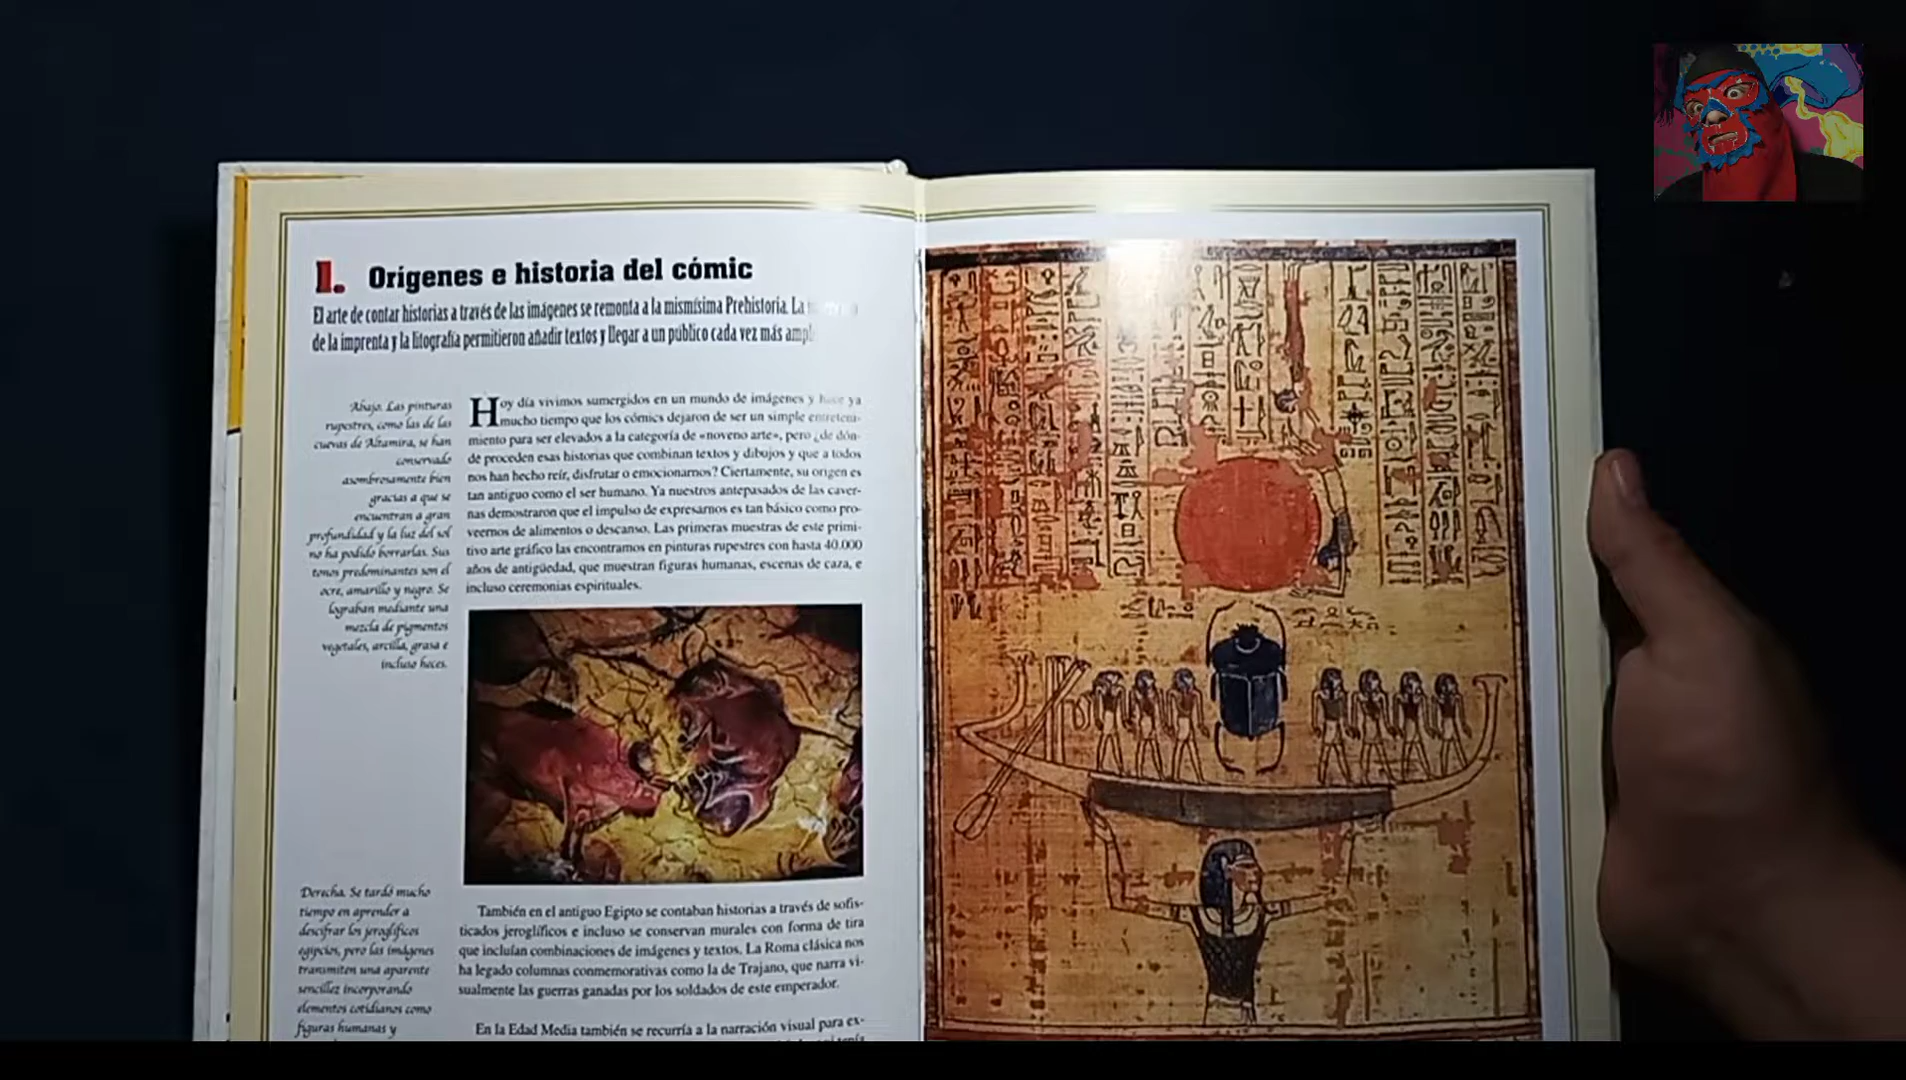 I. Orígenes e historia del cómic
El arte de contar historias a través de las imágenes se remonta a la mismísima Prehistoria. La
de la imprenta y la litografía permitieron añadir textos y llegar a un público cada vez más
Abajo. Las pinturas
rupestres, como las de las
cuevas de Altamira, se han
conservado
asombrosamente bien
gracias a que se
encuentran a gran
profundidad y la luz del sol
no ha podido borrarlas. Sus
tonos predominantes son el
ocre, amarillo y negro. Se
lograban mediante una
mezcla de pigmentos
vegetales, arcilla, grasa e
incluso heces.
Hoy día vivimos sumergidos en un mundo de imágenes y hace ya
mucho tiempo que los cómics dejaron de ser un simple entreteni-
miento para ser elevados a la categoría de «noveno arte», pero ¿de dón-
de proceden esas historias que combinan textos y dibujos y que a todos
nos han hecho reír, disfrutar o emocionarnos? Ciertamente, su origen es
tan antiguo como el ser humano. Ya nuestros antepasados de las caver-
nas demostraron que el impulso de expresarnos es tan básico como pro-
veernos de alimentos o descanso. Las primeras muestras de este primi-
tivo arte gráfico las encontramos en pinturas rupestres con hasta 40.000
años de antigüedad, que muestran figuras humanas, escenas de caza, e
incluso ceremonias espirituales.
Derecha. Se tardó mucho
tiempo en aprender a
descifrar los jeroglíficos
egipcios, pero las imágenes
transmiten una aparente
sencillez incorporando
elementos cotidianos como
figuras humanas y
También en el antiguo Egipto se contaban historias a través de sofis-
ticados jeroglíficos e incluso se conservan murales con forma de tira
que incluían combinaciones de imágenes y textos. La Roma clásica nos
ha legado columnas conmemorativas como la de Trajano, que narra vi-
sualmente las guerras ganadas por los soldados de este emperador.
En la Edad Media también se recurría a la narración visual para ex-